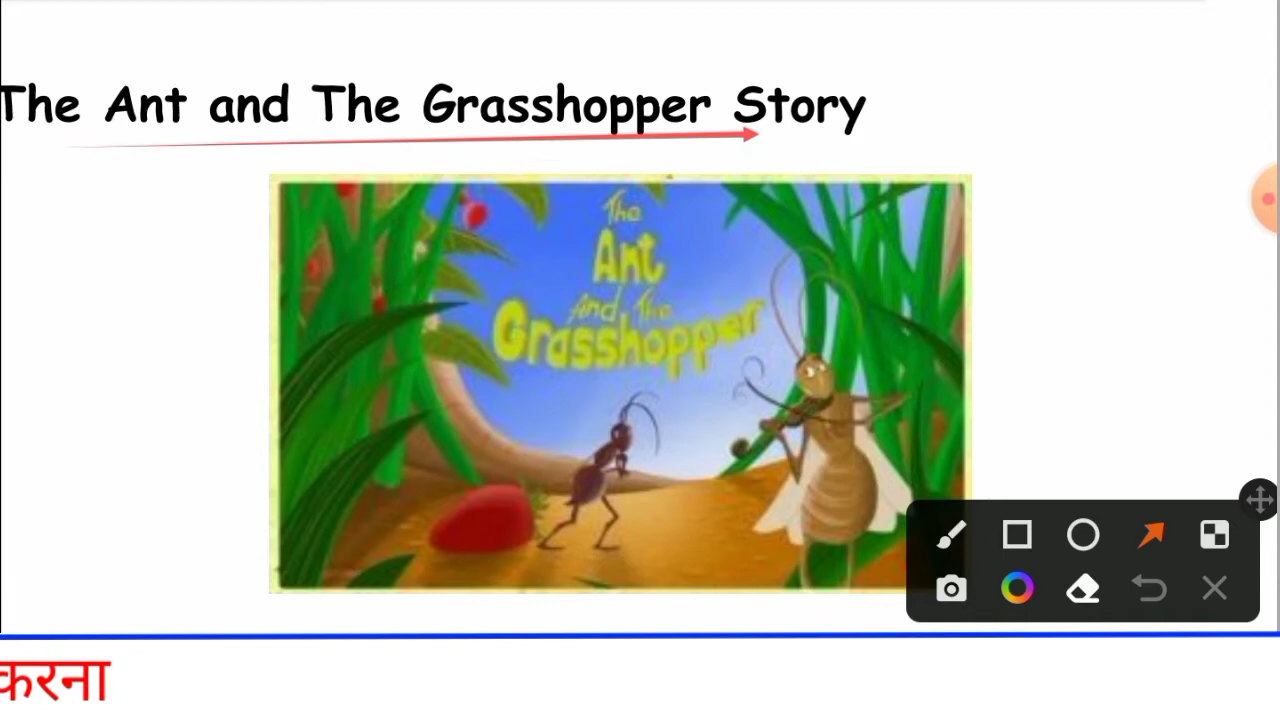 The Ant and The Grasshopper Story
The
Ant
And The
Grasshopper
करना